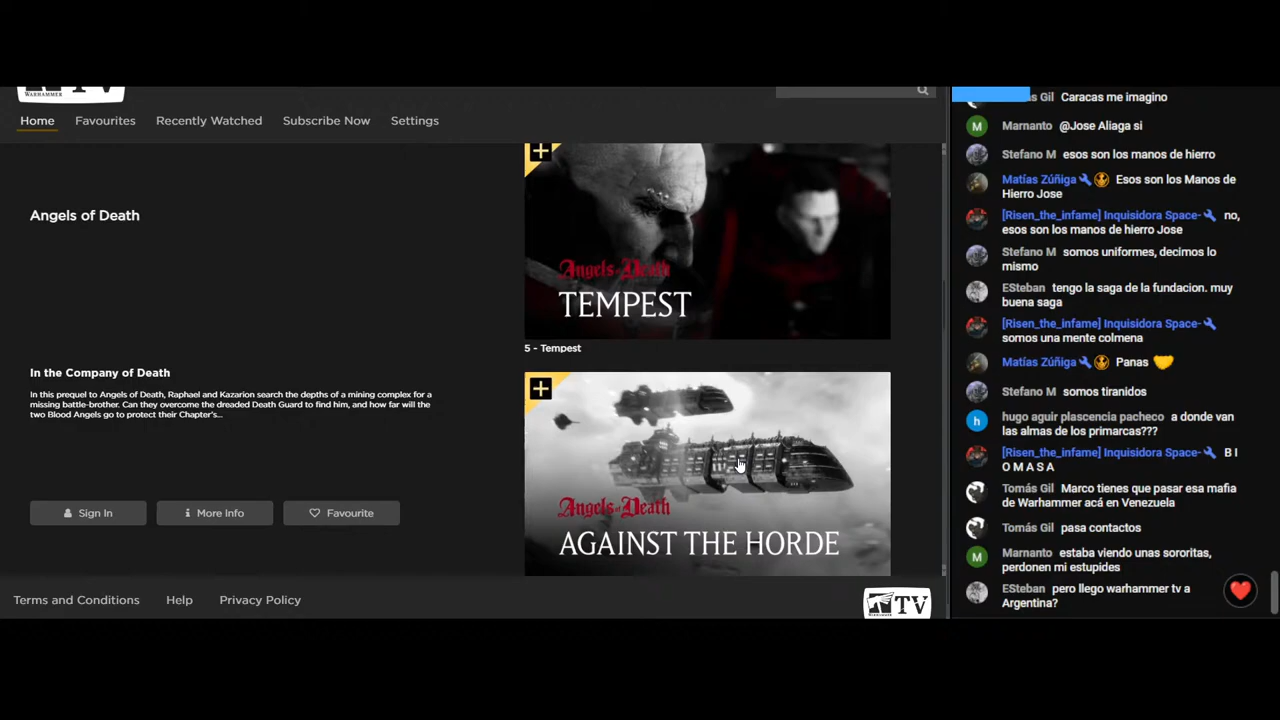 WARHAMMER TV
Home Favourites Recently Watched Subscribe Now Settings
Angels of Death
In the Company of Death
In this prequel to Angels of Death, Raphael and Kazarion search the depths of a mining complex for a
missing battle-brother. Can they overcome the dreaded Death Guard to find him, and how far will the
two Blood Angels go to protect their Chapter's...
Sign In
More Info
Favourite
Angels of Death
TEMPEST
5 - Tempest
Angels of Death
AGAINST THE HORDE
Terms and Conditions Help Privacy Policy
TV
Gil Caracas me imagino
Marnanto @Jose Aliaga si
Stefano M esos son los manos de hierro
Matías Zúñiga Esos son los Manos de
Hierro Jose
[Risen_the_infame] Inquisidora Space- no,
esos son los manos de hierro Jose
Stefano M somos uniformes, decimos lo
mismo
ESteban tengo la saga de la fundacion. muy
buena saga
[Risen_the_infame] Inquisidora Space-
somos una mente colmena
Matías Zúñiga Panas
Stefano M somos tiranidos
hugo aguir plascencia pacheco a donde van
las almas de los primarcas???
[Risen_the_infame] Inquisidora Space- B I
O M A S A
Tomás Gil Marco tienes que pasar esa mafia
de Warhammer acá en Venezuela
Tomás Gil pasa contactos
Marnanto estaba viendo unas sororitas,
perdonen mi estupides
ESteban pero llego warhammer tv a
Argentina?